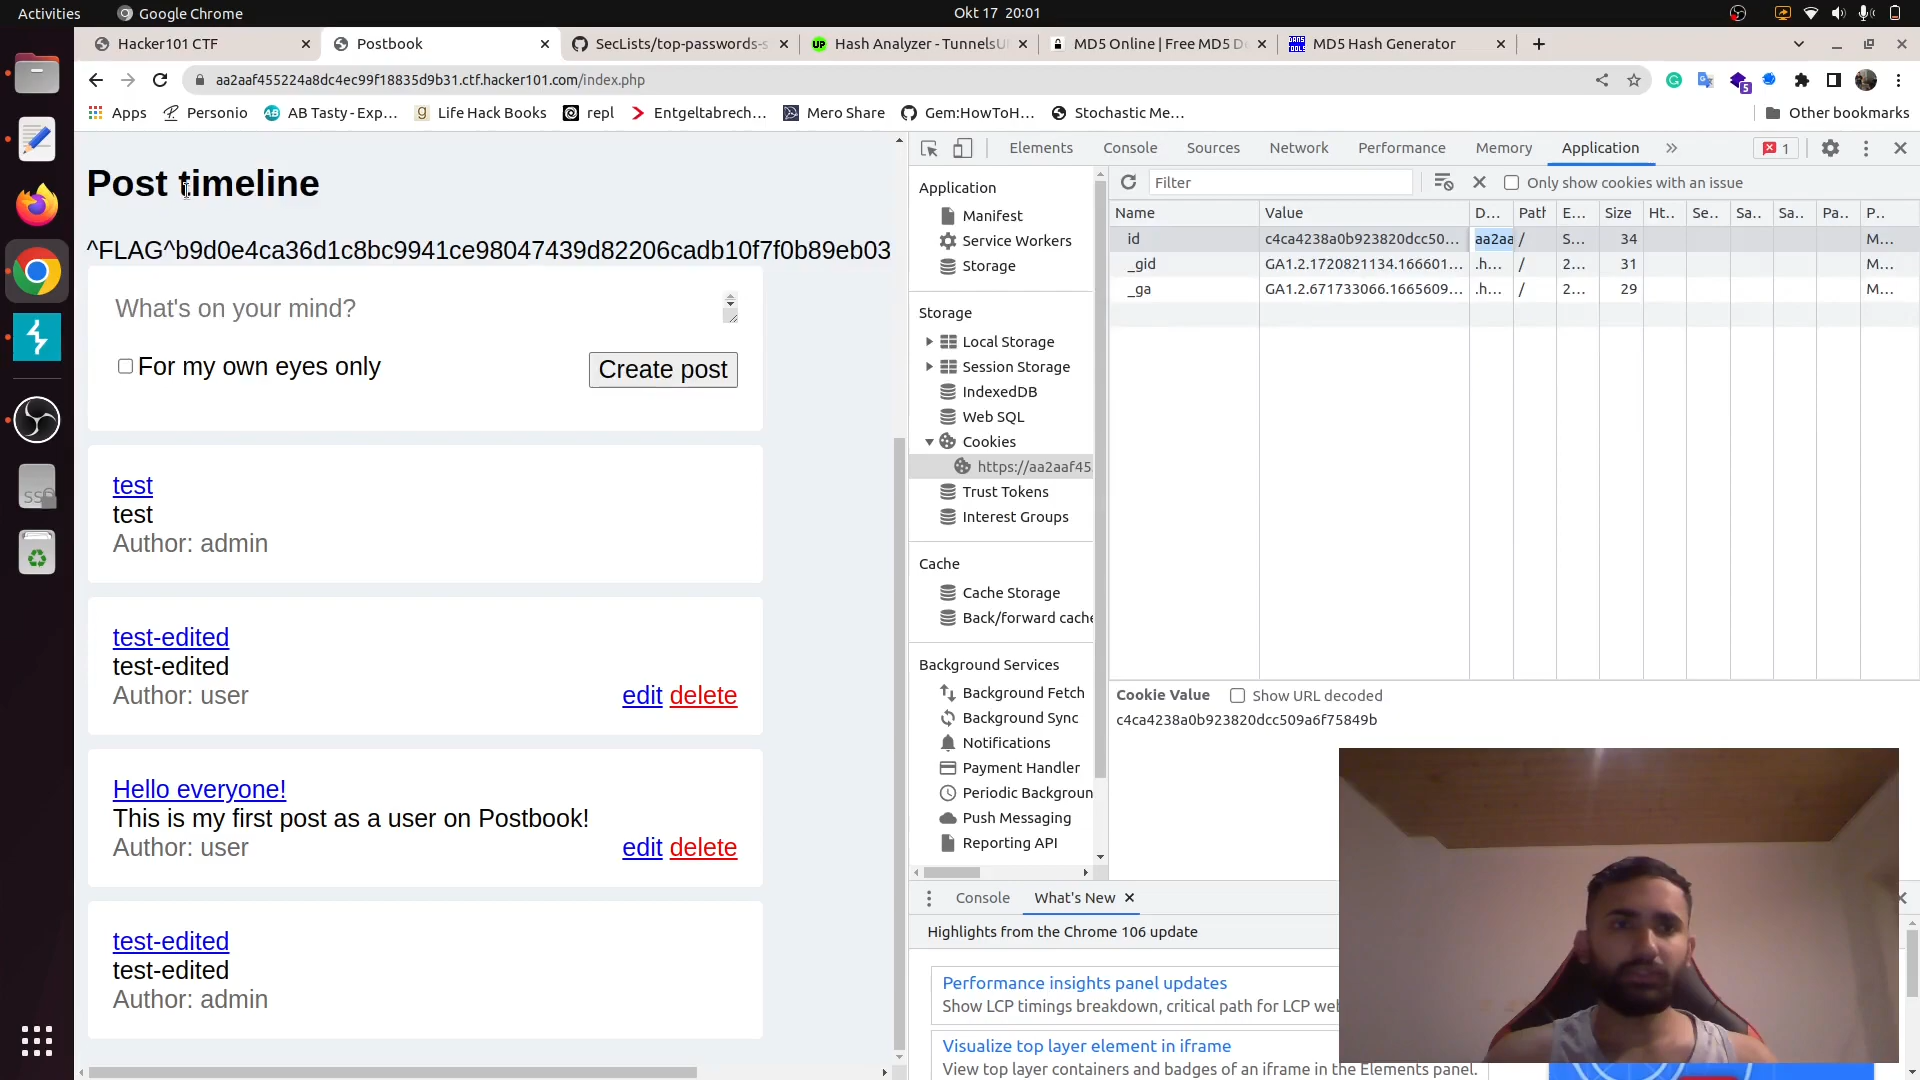 Activities
Google Chrome
Okt 17 20:01
Hacker101 CTF
Postbook
SecLists/top-passwords-s
Hash Analyzer - TunnelsU
MD5 Online | Free MD5 D
MD5 Hash Generator
aa2aaf455224a8dc4ec99f18835d9b31.ctf.hacker101.com/index.php
5
Apps
Personio
AB Tasty - Exp...
Life Hack Books
repl
Entgeltabrech...
Mero Share
Gem:HowToH...
Stochastic Me...
Other bookmarks
Post timeline
^FLAG^b9d0e4ca36d1c8bc9941ce98047439d82206cadb10f7f0b89eb03
What's on your mind?
For my own eyes only
Create post
test
test
Author: admin
test-edited
test-edited
Author: user
edit delete
Hello everyone!
This is my first post as a user on Postbook!
Author: user
edit delete
test-edited
test-edited
Author: admin
Elements
Console
Sources
Network
Performance
Memory
Application
1
Application
Manifest
Service Workers
Storage
Storage
Local Storage
Session Storage
IndexedDB
Web SQL
Cookies
https://aa2aaf45
Trust Tokens
Interest Groups
Cache
Cache Storage
Back/forward cache
Background Services
Background Fetch
Background Sync
Notifications
Payment Handler
Periodic Backgroun
Push Messaging
Reporting API
Filter
Only show cookies with an issue
Name Value D... Path E... Size Ht... Se.. Sa.. Sa.. Pa.. P..
id c4ca4238a0b923820dcc50... aa2aa / S... 34 M...
_gid GA1.2.1720821134.166601... .h... / 2... 31 M...
_ga GA1.2.671733066.1665609... .h... / 2... 29 M...
Cookie Value
Show URL decoded
c4ca4238a0b923820dcc509a6f75849b
Console
What's New
Highlights from the Chrome 106 update
Performance insights panel updates
Show LCP timings breakdown, critical path for LCP
Visualize top layer element in iframe
View top layer containers and badges of an iframe in the Elements panel.